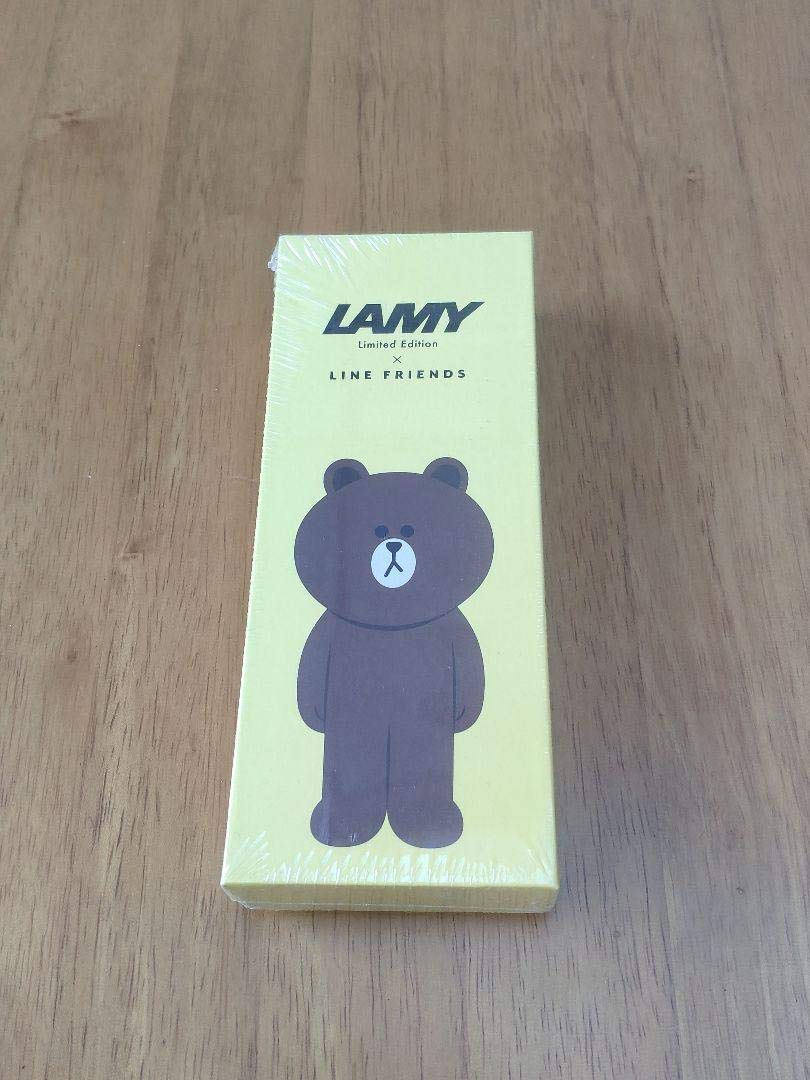 LAMY
Limited Edition
×
LINE FRIENDS